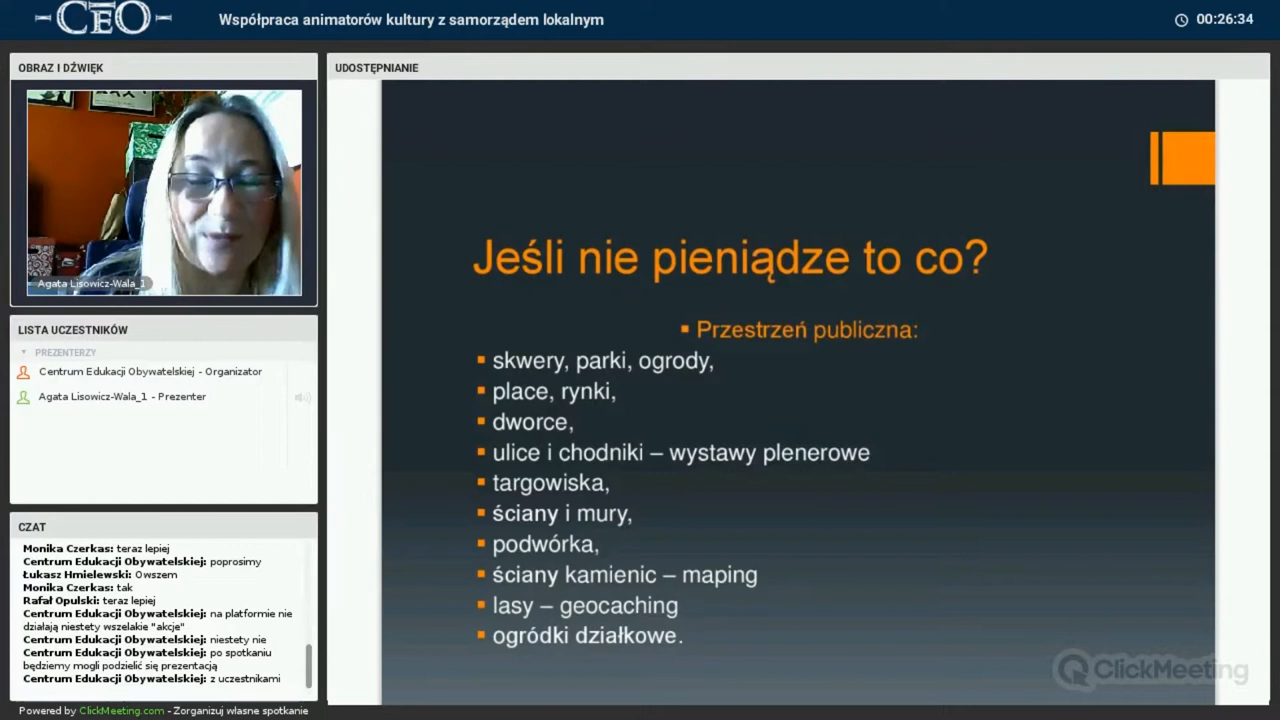 CEO
Współpraca animatorów kultury z samorządem lokalnym
00:26:34
OBRAZ I DŹWIĘK
Agata Lisowicz-Wala_1
LISTA UCZESTNIKÓW
PREZENTERZY
Centrum Edukacji Obywatelskiej - Organizator
Agata Lisowicz-Wala_1 - Prezenter
CZAT
Monika Czerkas: teraz lepiej
Centrum Edukacji Obywatelskiej: poprosimy
Łukasz Hmielewski: Owszem
Monika Czerkas: tak
Rafał Opulski: teraz lepiej
Centrum Edukacji Obywatelskiej: na platformie nie
działają niestety wszelakie "akcje"
Centrum Edukacji Obywatelskiej: niestety nie
Centrum Edukacji Obywatelskiej: po spotkaniu
będziemy mogli podzielić się prezentacją
Centrum Edukacji Obywatelskiej: z uczestnikami
Powered by ClickMeeting.com - Zorganizuj własne spotkanie
UDOSTĘPNIANIE
Jeśli nie pieniądze to co?
▪ Przestrzeń publiczna:
▪ skwery, parki, ogrody,
▪ place, rynki,
▪ dworce,
▪ ulice i chodniki – wystawy plenerowe
▪ targowiska,
▪ ściany i mury,
▪ podwórka,
▪ ściany kamienic – maping
▪ lasy – geocaching
▪ ogródki działkowe.
ClickMeeting